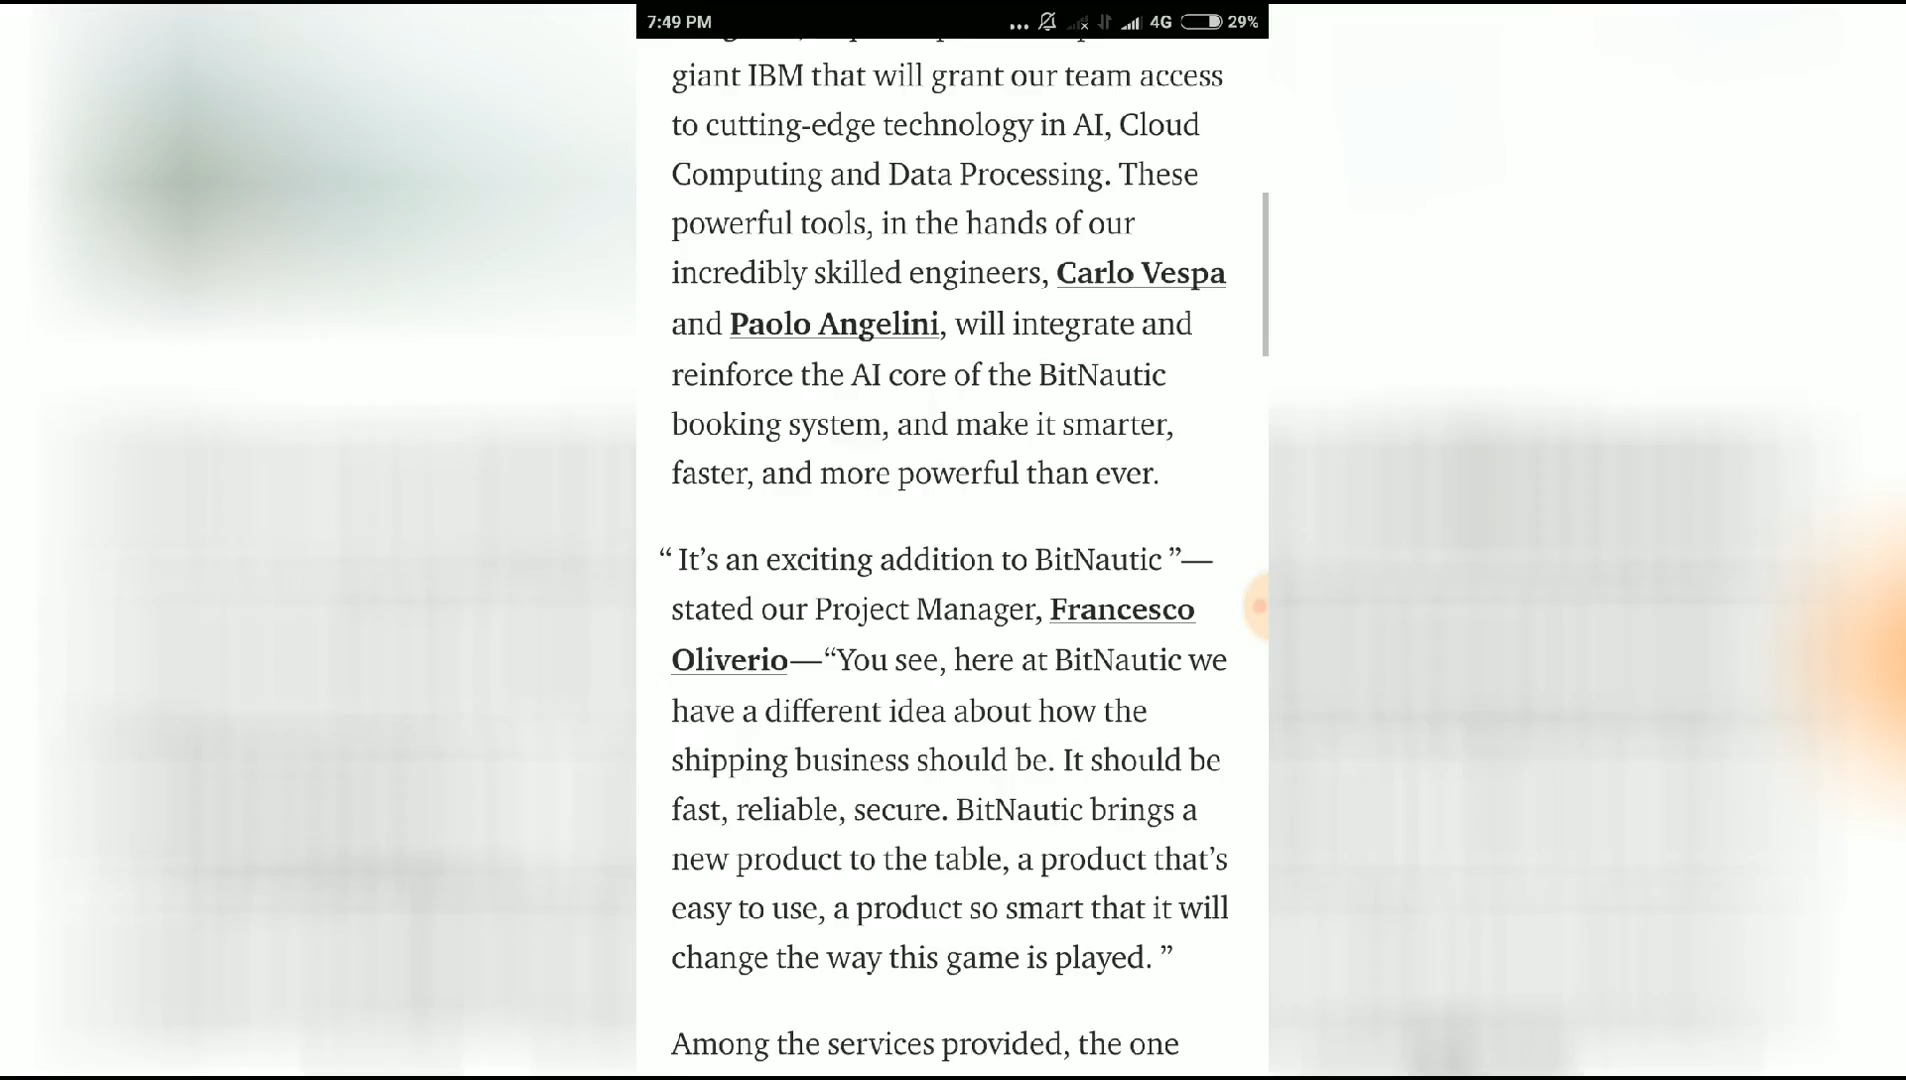 7:49 PM
4G
29%
giant IBM that will grant our team access
to cutting-edge technology in AI, Cloud
Computing and Data Processing. These
powerful tools, in the hands of our
incredibly skilled engineers, Carlo Vespa
and Paolo Angelini, will integrate and
reinforce the AI core of the BitNautic
booking system, and make it smarter,
faster, and more powerful than ever.
“ It’s an exciting addition to BitNautic ”—
stated our Project Manager, Francesco
Oliverio—“You see, here at BitNautic we
have a different idea about how the
shipping business should be. It should be
fast, reliable, secure. BitNautic brings a
new product to the table, a product that’s
easy to use, a product so smart that it will
change the way this game is played. ”
Among the services provided, the one